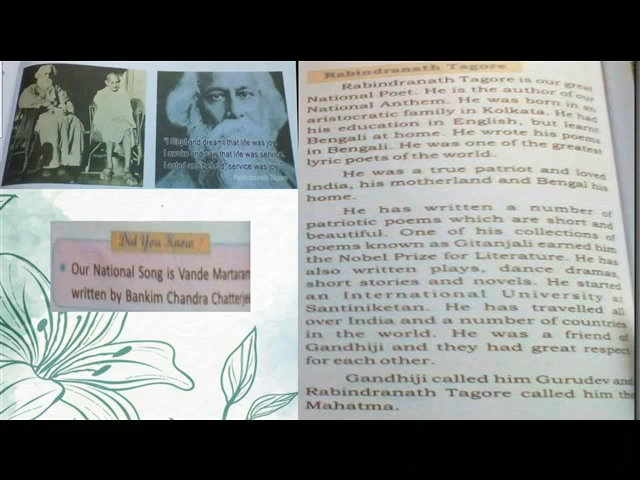 "I slept and dreamt that life was joy.
I awoke and saw that life was service.
I acted and behold, service was joy."
Rabindranath Tagore
Did You Know ?
Our National Song is Vande Martaram
written by Bankim Chandra Chatterjee
Rabindranath Tagore
Rabindranath Tagore is our great
National Poet. He is the author of our
National Anthem. He was born in an
aristocratic family in Kolkata. He had
his education in English, but learnt
Bengali at home. He wrote his poems
in Bengali. He was one of the greatest
lyric poets of the world.
He was a true patriot and loved
India, his motherland and Bengal his
home.
He has written a number of
patriotic poems which are short and
beautiful. One of his collections of
poems known as Gitanjali earned him
the Nobel Prize for Literature. He has
also written plays, dance dramas,
short stories and novels. He started
an International University at
Santiniketan. He has travelled all
over India and a number of countries
in the world. He was a friend of
Gandhiji and they had great respect
for each other.
Gandhiji called him Gurudev and
Rabindranath Tagore called him the
Mahatma.